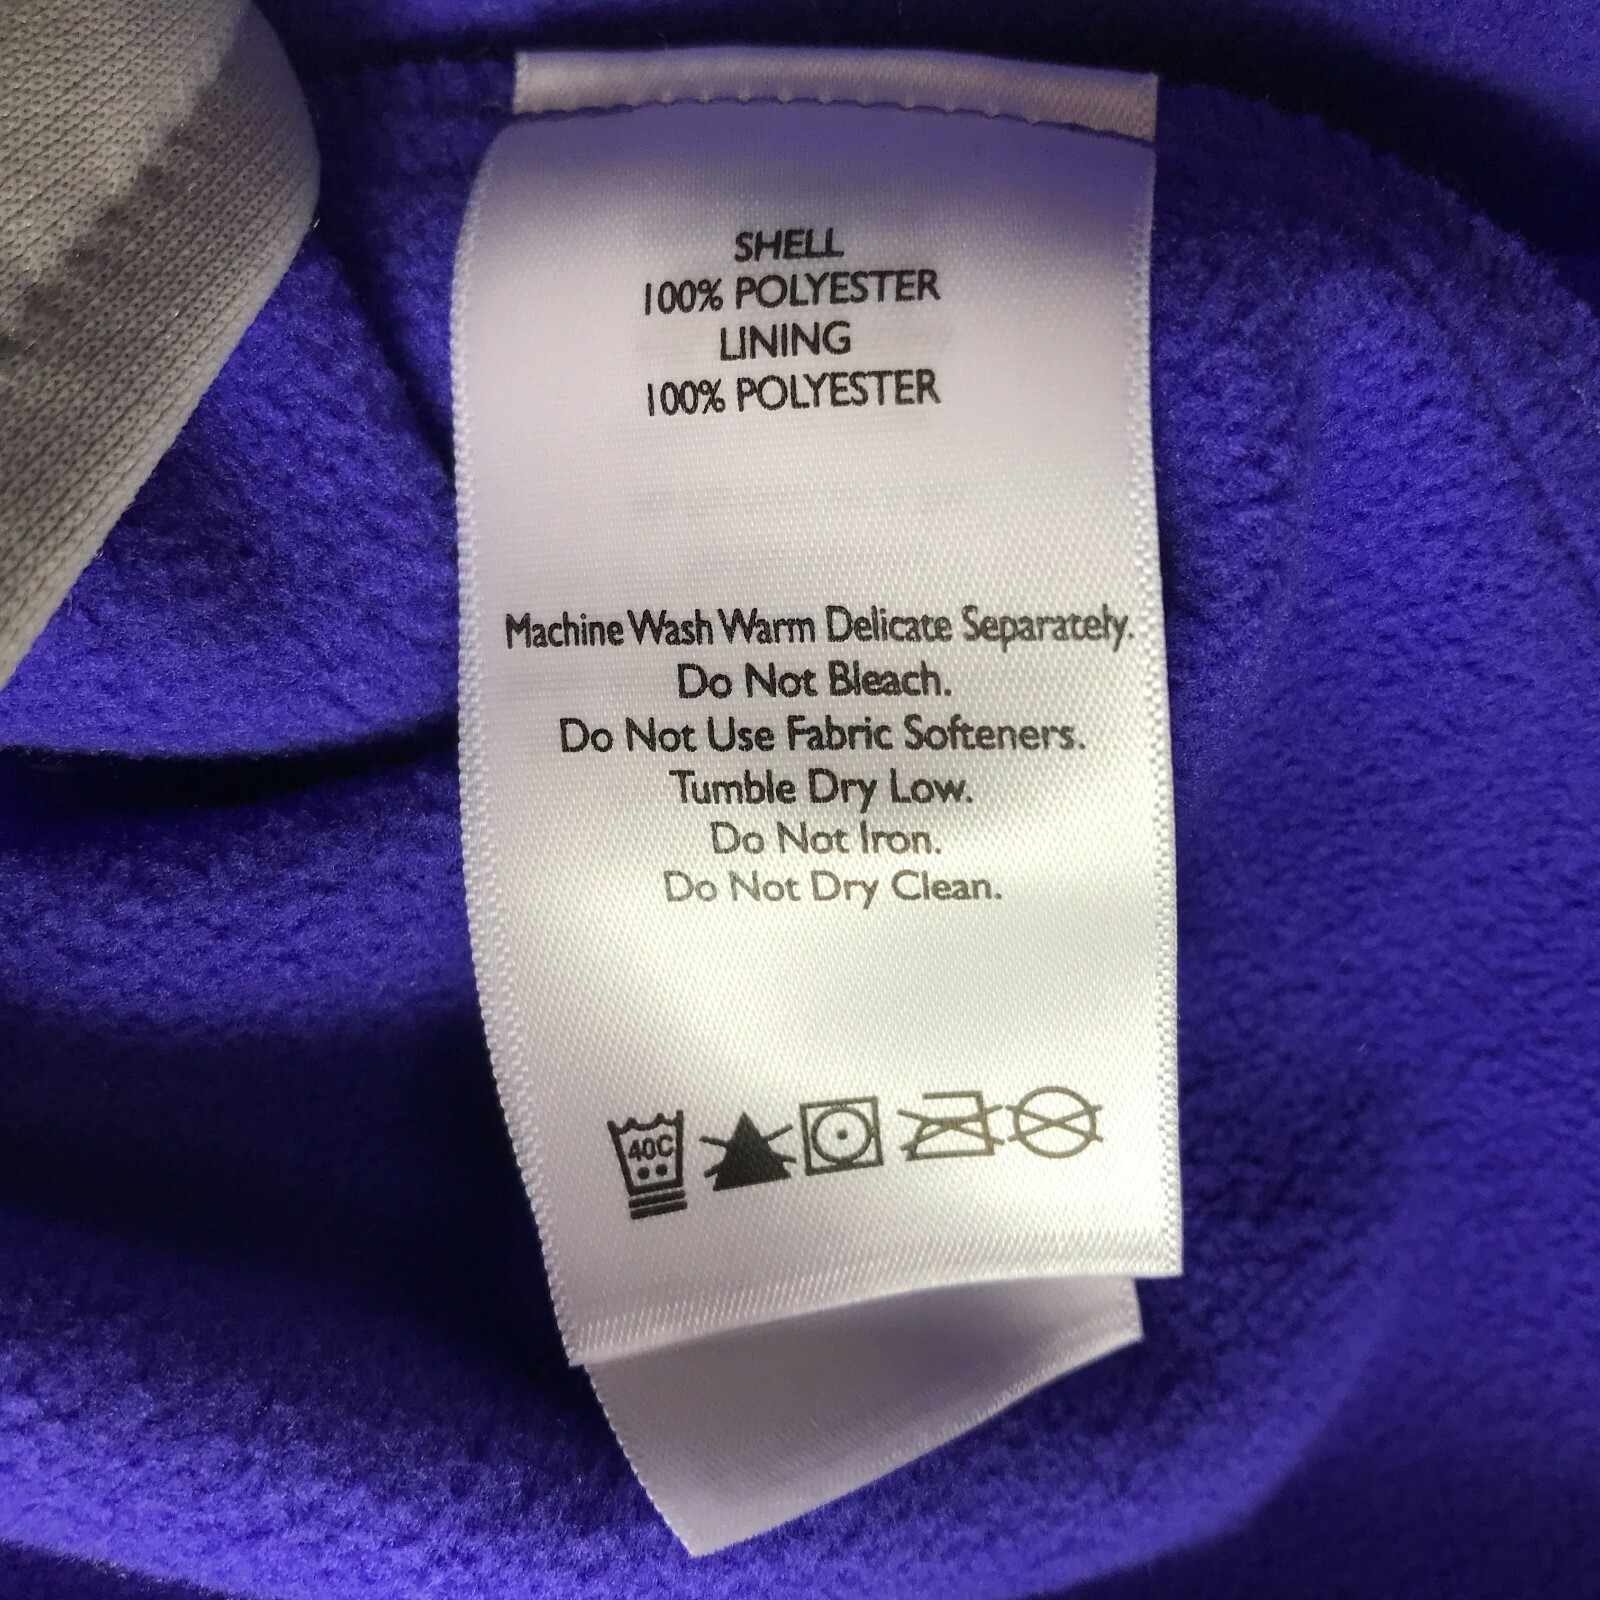 SHELL
100% POLYESTER
LINING
100% POLYESTER
Machine Wash Warm Delicate Separately.
Do Not Bleach.
Do Not Use Fabric Softeners.
Tumble Dry Low.
Do Not Iron.
Do Not Dry Clean.
40C